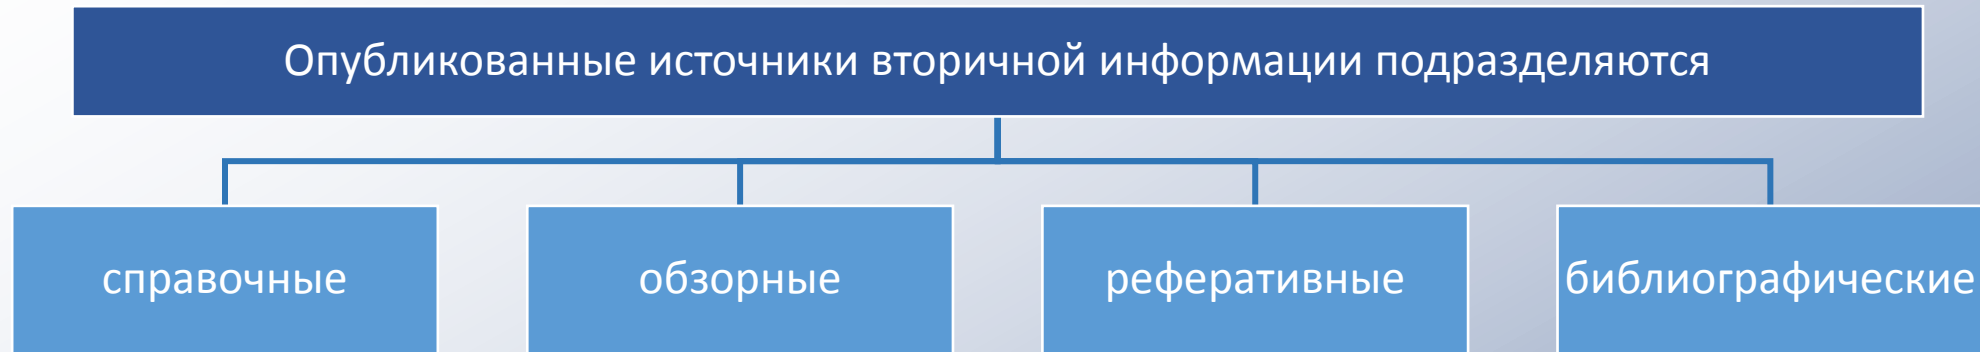 Опубликованные источники вторичной информации подразделяются
справочные
обзорные
реферативные
библиографические